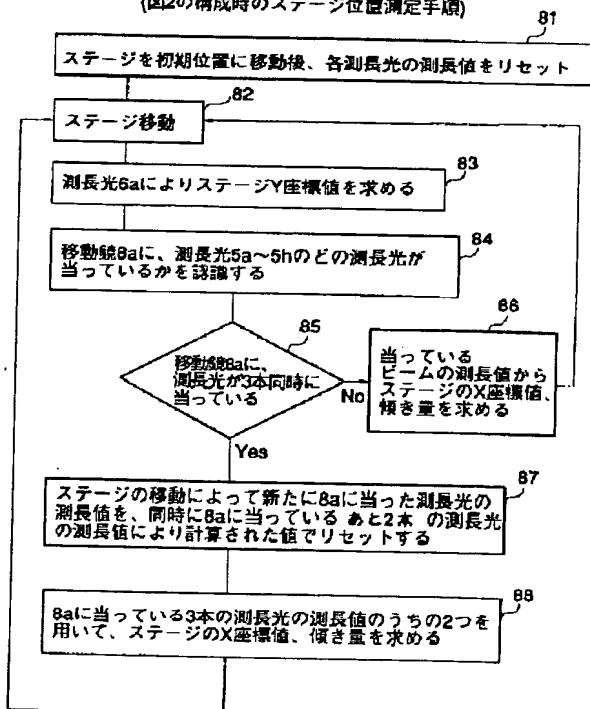 (図2の構成時のステージ位置測定手順)
81
ステージを初期位置に移動後、各測長光の測長値をリセット
82
ステージ移動
83
測長光6aによりステージY座標値を求める
84
移動鏡8aに、測長光5a～5hのどの測長光が
当っているかを認識する
85
移動鏡8aに、
測長光が3本同時に
当っている
No
86
当っている
ビームの測長値から
ステージのX座標値、
傾き量を求める
Yes
87
ステージの移動によって新たに8aに当った測長光の
測長値を、同時に8aに当っている あと2本 の測長光
の測長値により計算された値でリセットする
88
8aに当っている3本の測長光の測長値のうちの2つを
用いて、ステージのX座標値、傾き量を求める